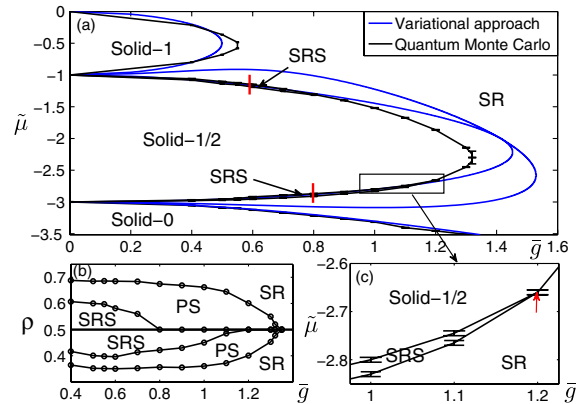 (a)
Variational approach
Quantum Monte Carlo
Solid−1
SRS
SR
Solid−1/2
SRS
Solid−0
μ̃
0
−0.5
−1
−1.5
−2
−2.5
−3
−3.5
0 0.2 0.4 0.6 0.8 1 1.2 1.4 1.6
ḡ
(b)
SR
PS
SRS
SRS
PS
SR
ρ
0.7
0.6
0.5
0.4
0.4 0.6 0.8 1 1.2
ḡ
(c)
Solid−1/2
SRS
SR
μ̃
−2.6
−2.7
−2.8
1 1.1 1.2
ḡ